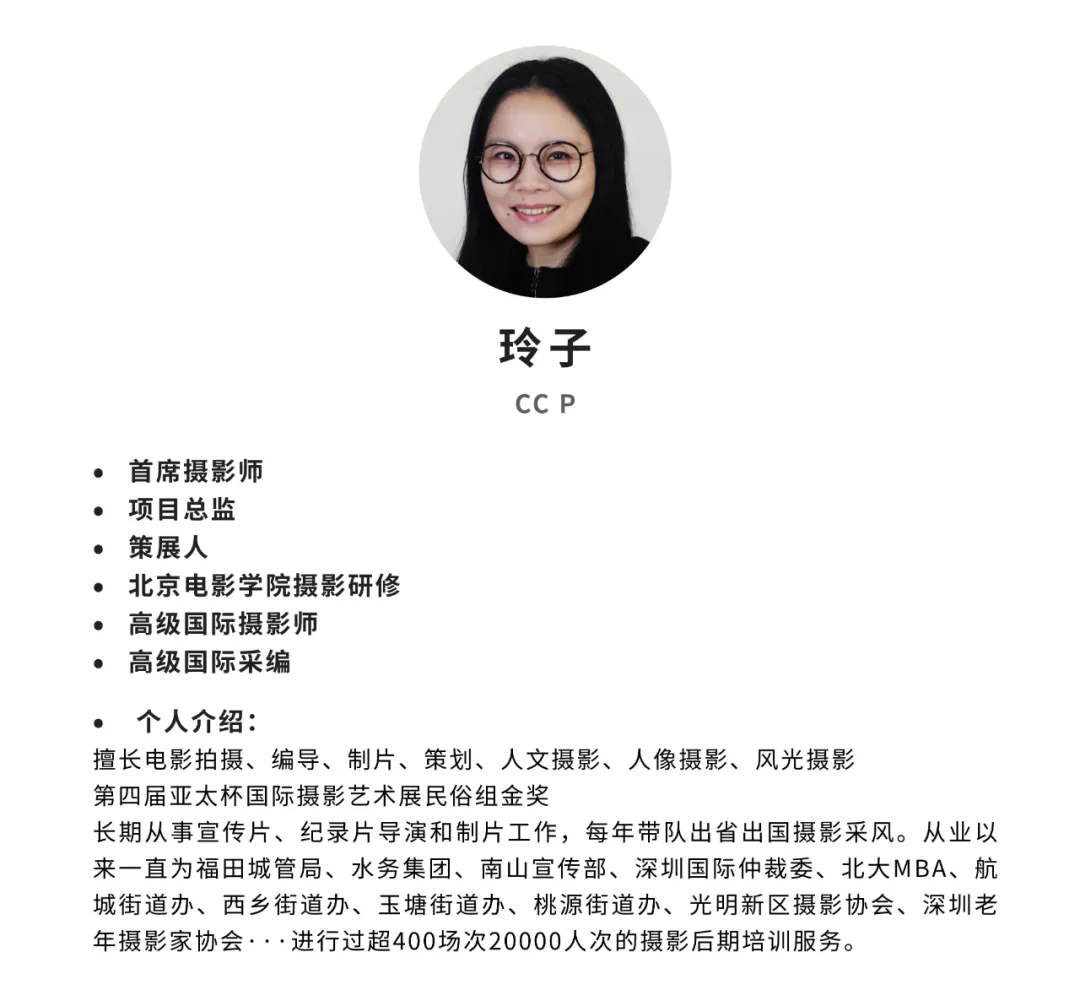 玲子
CC P
• 首席摄影师
• 项目总监
• 策展人
• 北京电影学院摄影研修
• 高级国际摄影师
• 高级国际采编
• 个人介绍：
擅长电影拍摄、编导、制片、策划、人文摄影、人像摄影、风光摄影
第四届亚太杯国际摄影艺术展民俗组金奖
长期从事宣传片、纪录片导演和制片工作，每年带队出省出国摄影采风。从业以
来一直为福田城管局、水务集团、南山宣传部、深圳国际仲裁委、北大MBA、航
城街道办、西乡街道办、玉塘街道办、桃源街道办、光明新区摄影协会、深圳老
年摄影家协会···进行过超400场次20000人次的摄影后期培训服务。